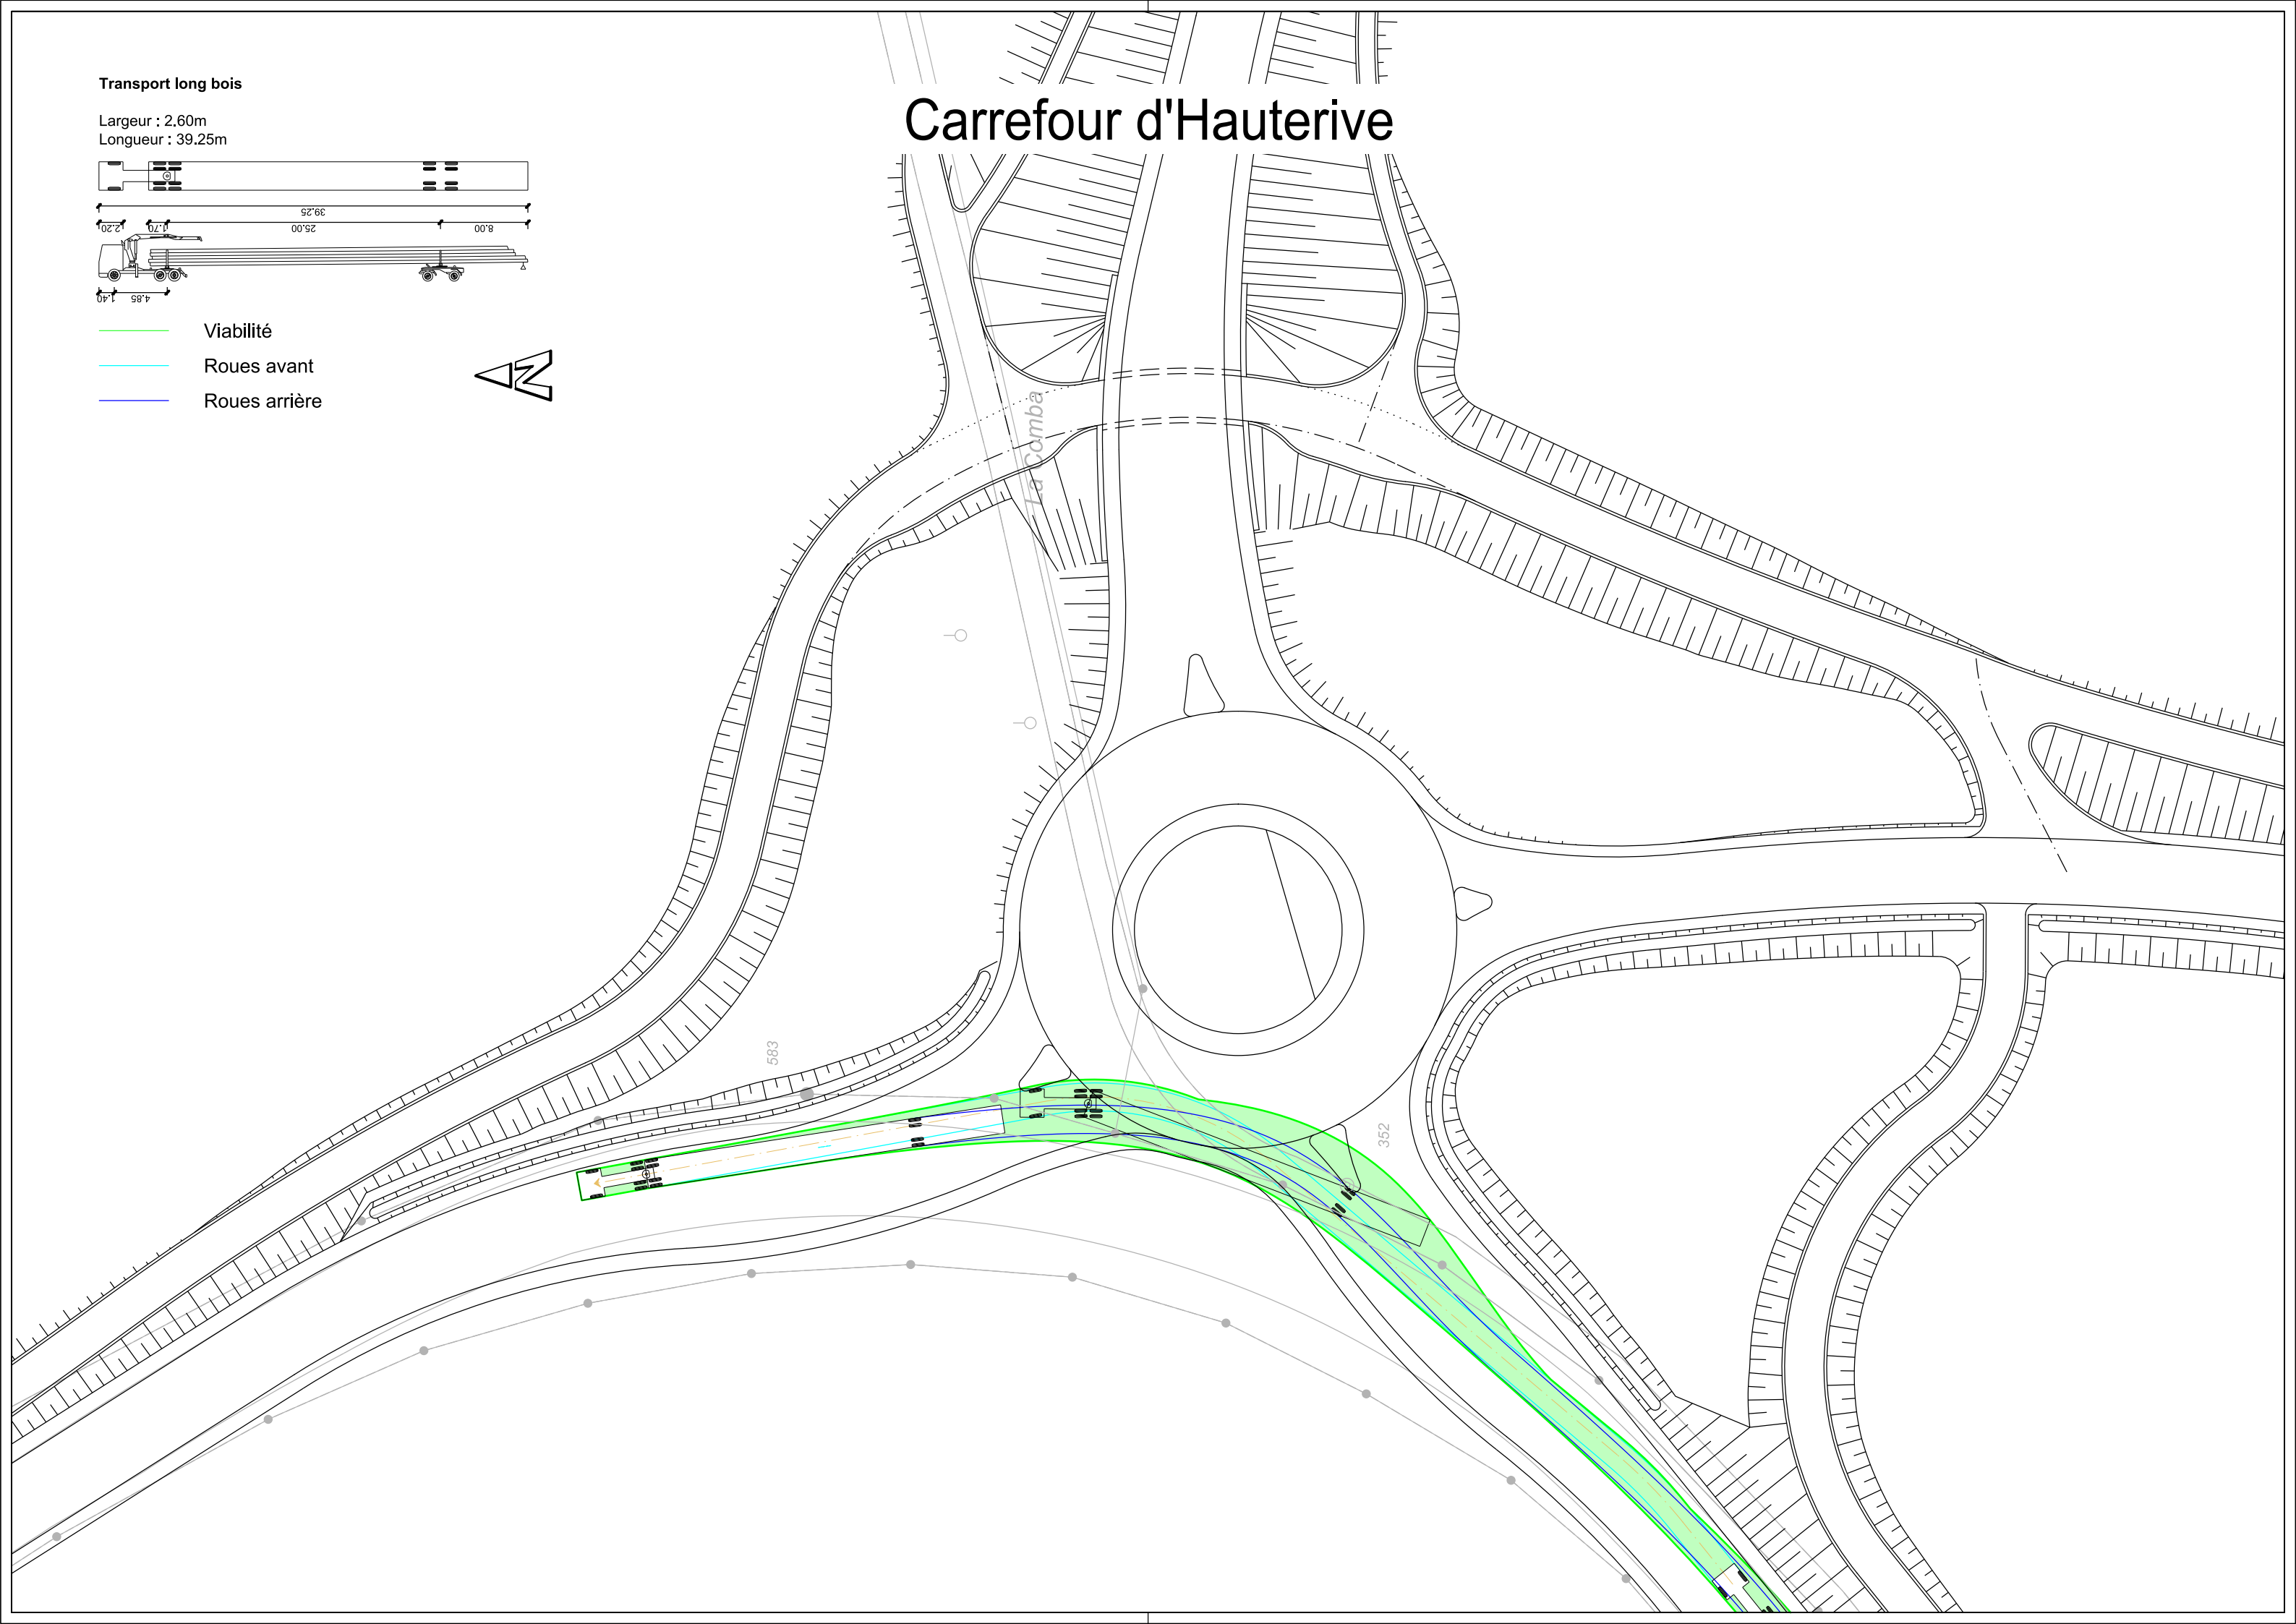 Carrefour d'Hauterive
Transport long bois
Largeur : 2.60m
Longueur : 39.25m
39.25
2.20
1.70
25.00
8.00
1.40
4.85
Viabilité
Roues avant
Roues arrière
N
La Comba
583
352